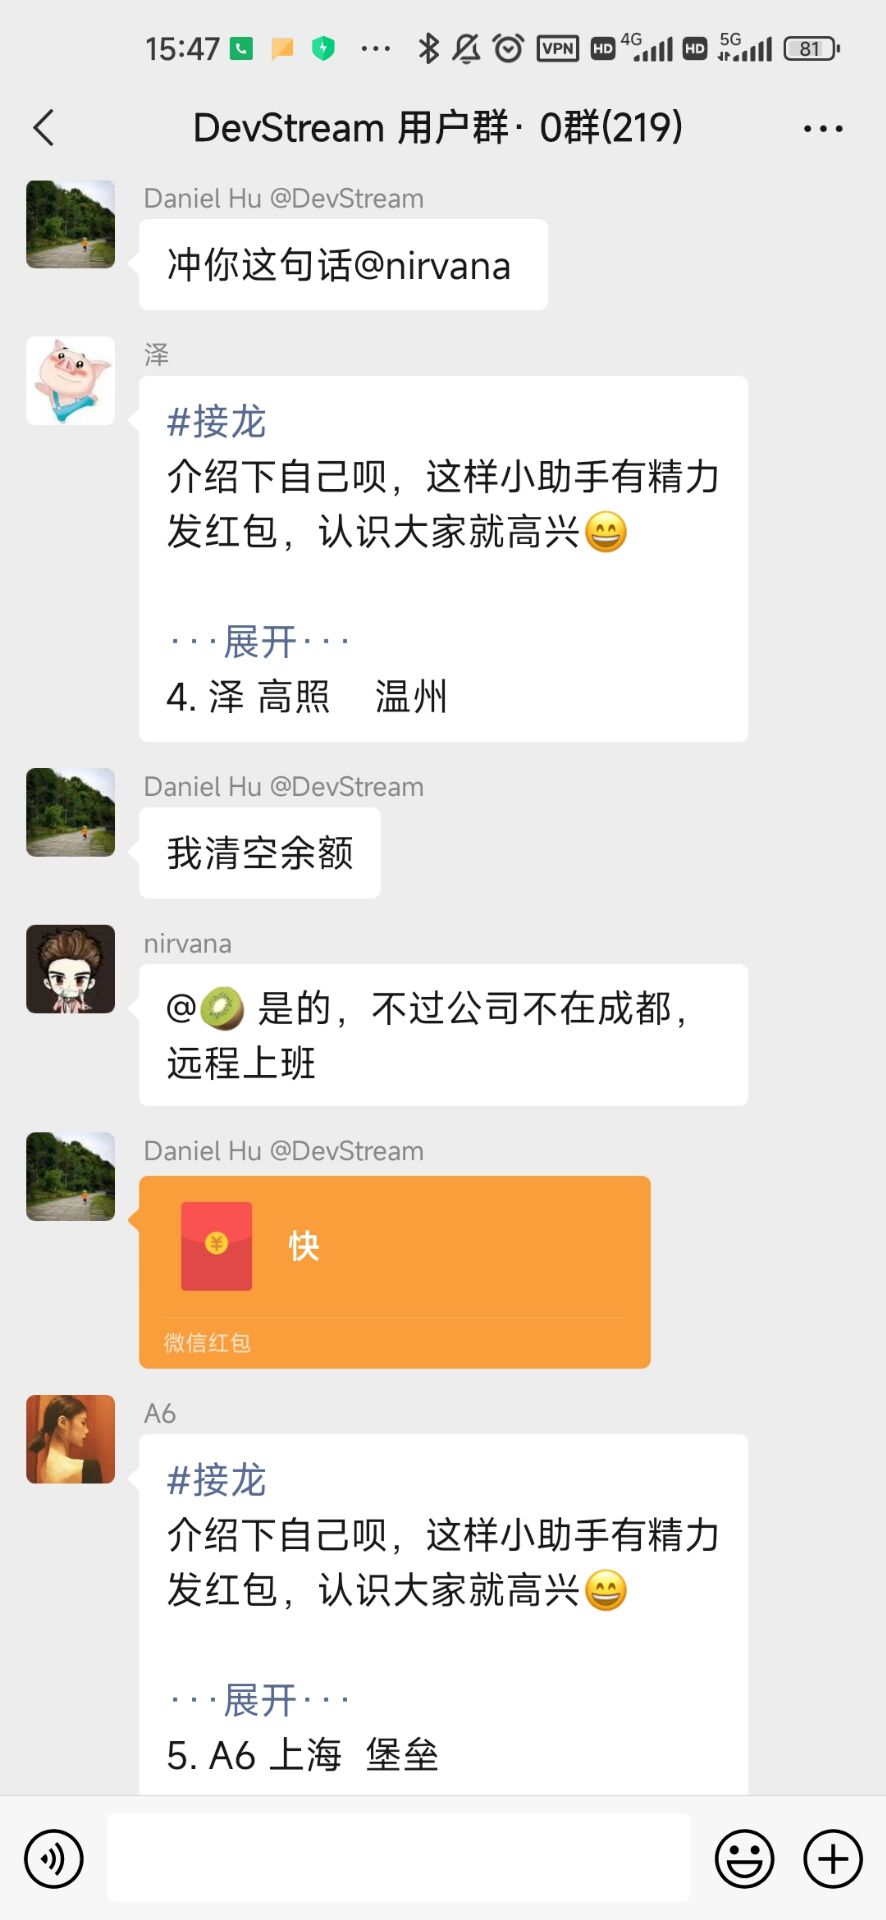 15:47
VPN HD 4G HD 5G 81
DevStream 用户群· 0群(219)
Daniel Hu @DevStream
冲你这句话@nirvana
泽
#接龙
介绍下自己呗，这样小助手有精力
发红包，认识大家就高兴😄
···展开···
4. 泽 高照 温州
Daniel Hu @DevStream
我清空余额
nirvana
@🥝 是的，不过公司不在成都，
远程上班
Daniel Hu @DevStream
快
微信红包
A6
#接龙
介绍下自己呗，这样小助手有精力
发红包，认识大家就高兴😄
···展开···
5. A6 上海 堡垒